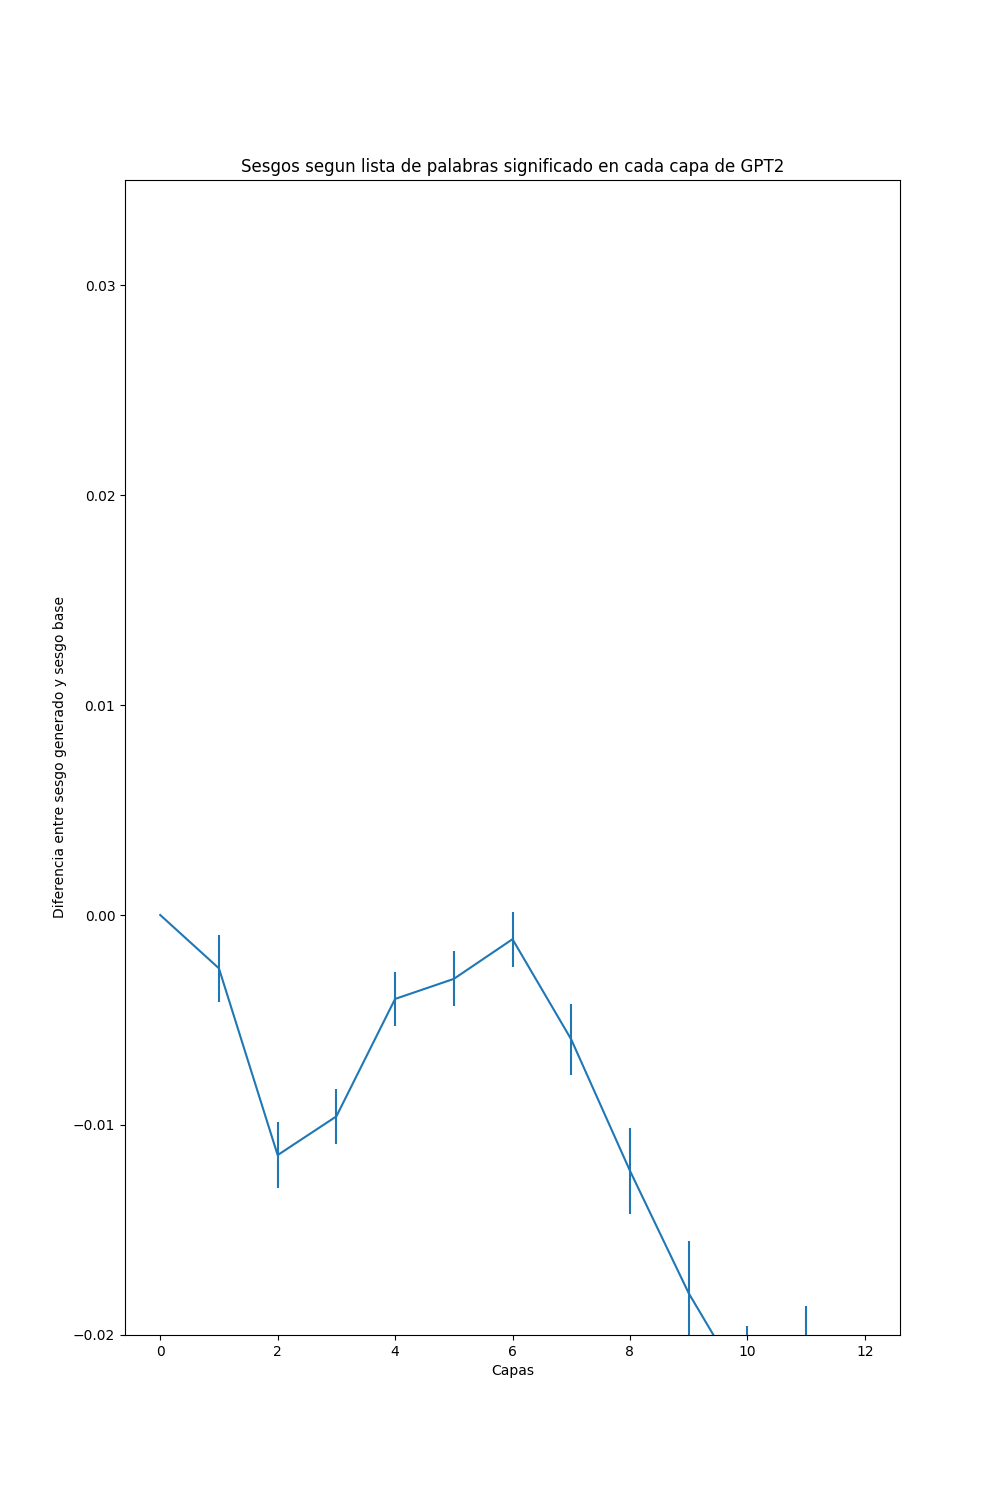 Sesgos segun lista de palabras significado en cada capa de GPT2
Diferencia entre sesgo generado y sesgo base
0.03
0.02
0.01
0.00
−0.01
−0.02
0 2 4 6 8 10 12
Capas